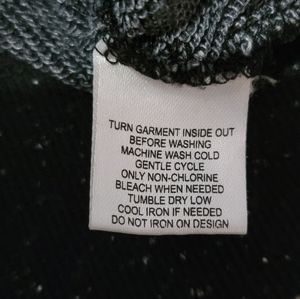 TURN GARMENT INSIDE OUT
BEFORE WASHING
MACHINE WASH COLD
GENTLE CYCLE
ONLY NON-CHLORINE
BLEACH WHEN NEEDED
TUMBLE DRY LOW
COOL IRON IF NEEDED
DO NOT IRON ON DESIGN